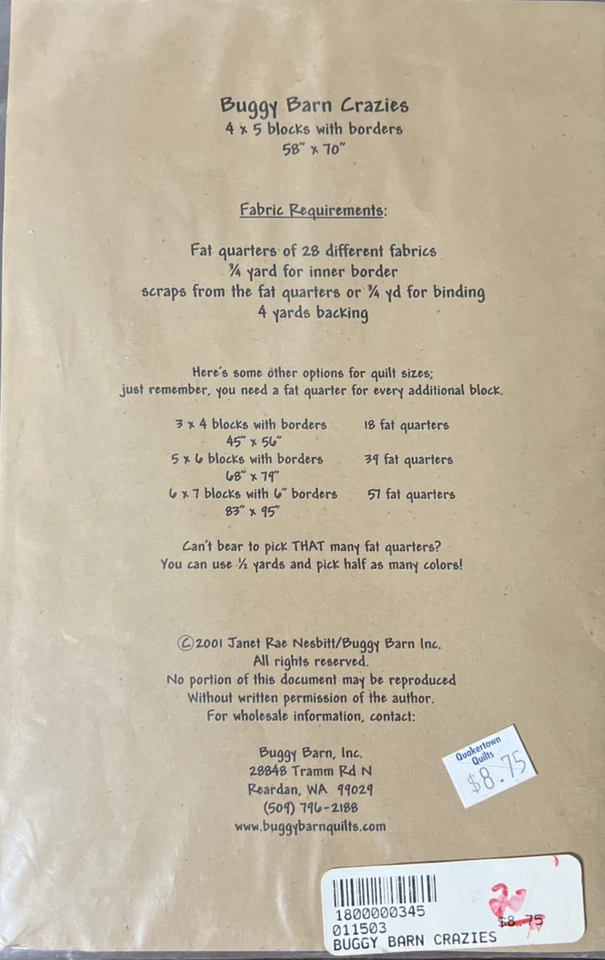 Buggy Barn Crazies
4 x 5 blocks with borders
58" x 70"
Fabric Requirements:
Fat quarters of 28 different fabrics
¾ yard for inner border
scraps from the fat quarters or ¾ yd for binding
4 yards backing
Here's some other options for quilt sizes;
just remember, you need a fat quarter for every additional block.
3 x 4 blocks with borders 18 fat quarters
45" x 56"
5 x 6 blocks with borders 39 fat quarters
68" x 79"
6 x 7 blocks with 6" borders 57 fat quarters
83" x 95"
Can't bear to pick THAT many fat quarters?
You can use ½ yards and pick half as many colors!
©2001 Janet Rae Nesbitt/Buggy Barn Inc.
All rights reserved.
No portion of this document may be reproduced
Without written permission of the author.
For wholesale information, contact:
Buggy Barn, Inc.
28848 Tramm Rd N
Reardan, WA 99029
(509) 796-2188
www.buggybarnquilts.com
Quakertown
Quilts
$8.75
1800000345
011503 $8.75
BUGGY BARN CRAZIES